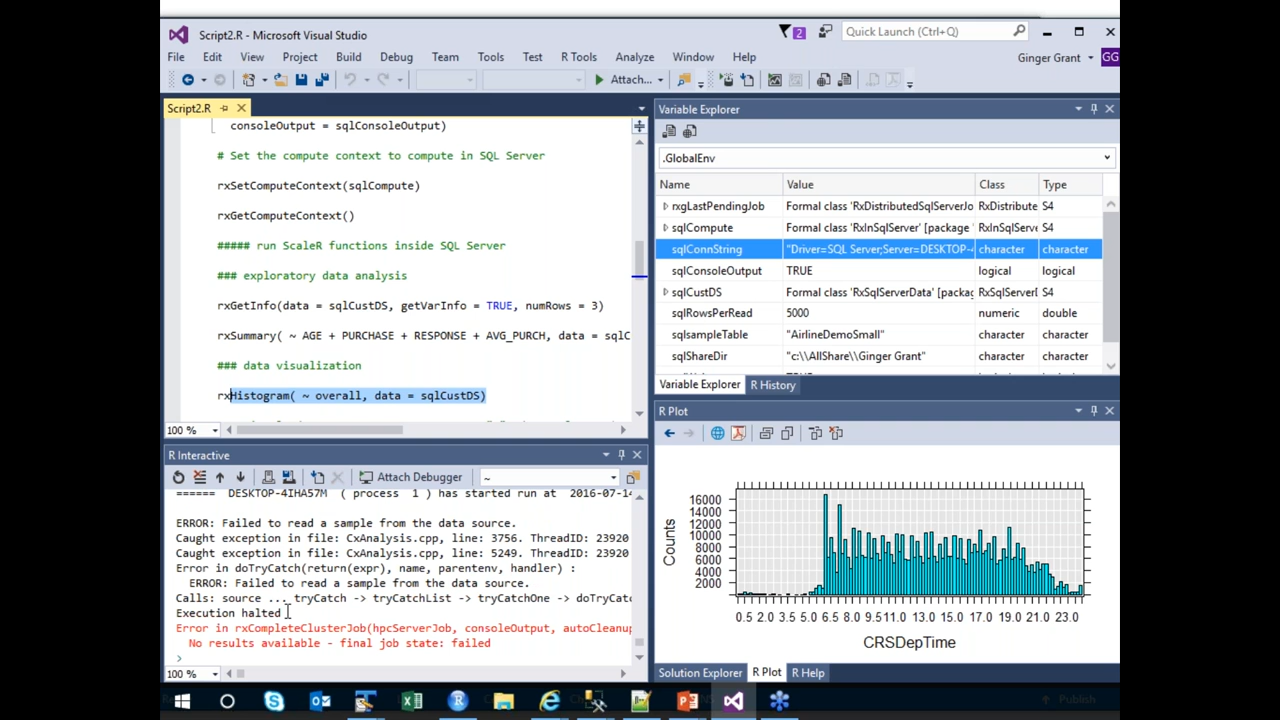 Script2.R - Microsoft Visual Studio
2
Quick Launch (Ctrl+Q)
File Edit View Project Build Debug Team Tools Test R Tools Analyze Window Help
Ginger Grant
GG
Attach...
Script2.R
consoleOutput = sqlConsoleOutput)
# Set the compute context to compute in SQL Server
rxSetComputeContext(sqlCompute)
rxGetComputeContext()
##### run ScaleR functions inside SQL Server
### exploratory data analysis
rxGetInfo(data = sqlCustDS, getVarInfo = TRUE, numRows = 3)
rxSummary( ~ AGE + PURCHASE + RESPONSE + AVG_PURCH, data = sqlC
### data visualization
rxHistogram( ~ overall, data = sqlCustDS)
100 %
R Interactive
Attach Debugger
~
====== DESKTOP-4IHA57M ( process 1 ) has started run at 2016-07-14
ERROR: Failed to read a sample from the data source.
Caught exception in file: CxAnalysis.cpp, line: 3756. ThreadID: 23920
Caught exception in file: CxAnalysis.cpp, line: 5249. ThreadID: 23920
Error in doTryCatch(return(expr), name, parentenv, handler) :
ERROR: Failed to read a sample from the data source.
Calls: source ... tryCatch -> tryCatchList -> tryCatchOne -> doTryCatc
Execution halted
Error in rxCompleteClusterJob(hpcServerJob, consoleOutput, autoCleanup
No results available - final job state: failed
>
100 %
Variable Explorer
.GlobalEnv
Name Value Class Type
rxgLastPendingJob Formal class 'RxDistributedSqlServerJo RxDistribute S4
sqlCompute Formal class 'RxInSqlServer' [package RxInSqlServe S4
sqlConnString "Driver=SQL Server;Server=DESKTOP-4 character character
sqlConsoleOutput TRUE logical logical
sqlCustDS Formal class 'RxSqlServerData' [packag RxSqlServerD S4
sqlRowsPerRead 5000 numeric double
sqlsampleTable "AirlineDemoSmall" character character
sqlShareDir "c:\\AllShare\\Ginger Grant" character character
Variable Explorer R History
R Plot
Counts
16000
14000
12000
10000
8000
6000
4000
2000
0.5 2.0 3.5 5.0 6.5 8.0 9.5 11.0 13.0 15.0 17.0 19.0 21.0 23.0
CRSDepTime
Solution Explorer R Plot R Help
Publish